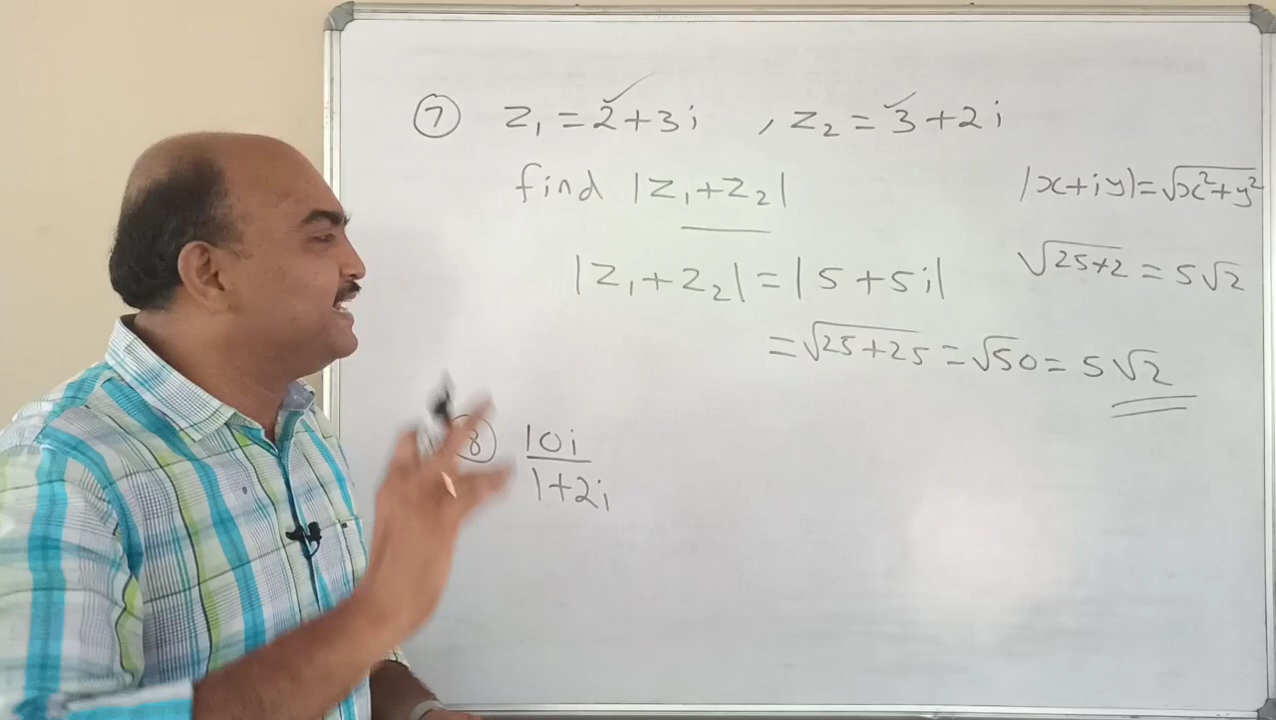 ⑦ z₁ = 2+3i , z₂ = 3+2i
find |z₁+z₂|
|x+iy| = √x²+y²
|z₁+z₂| = |5+5i|
√25+2 = 5√2
= √25+25 = √50 = 5√2
⑧ 10i
1+2i